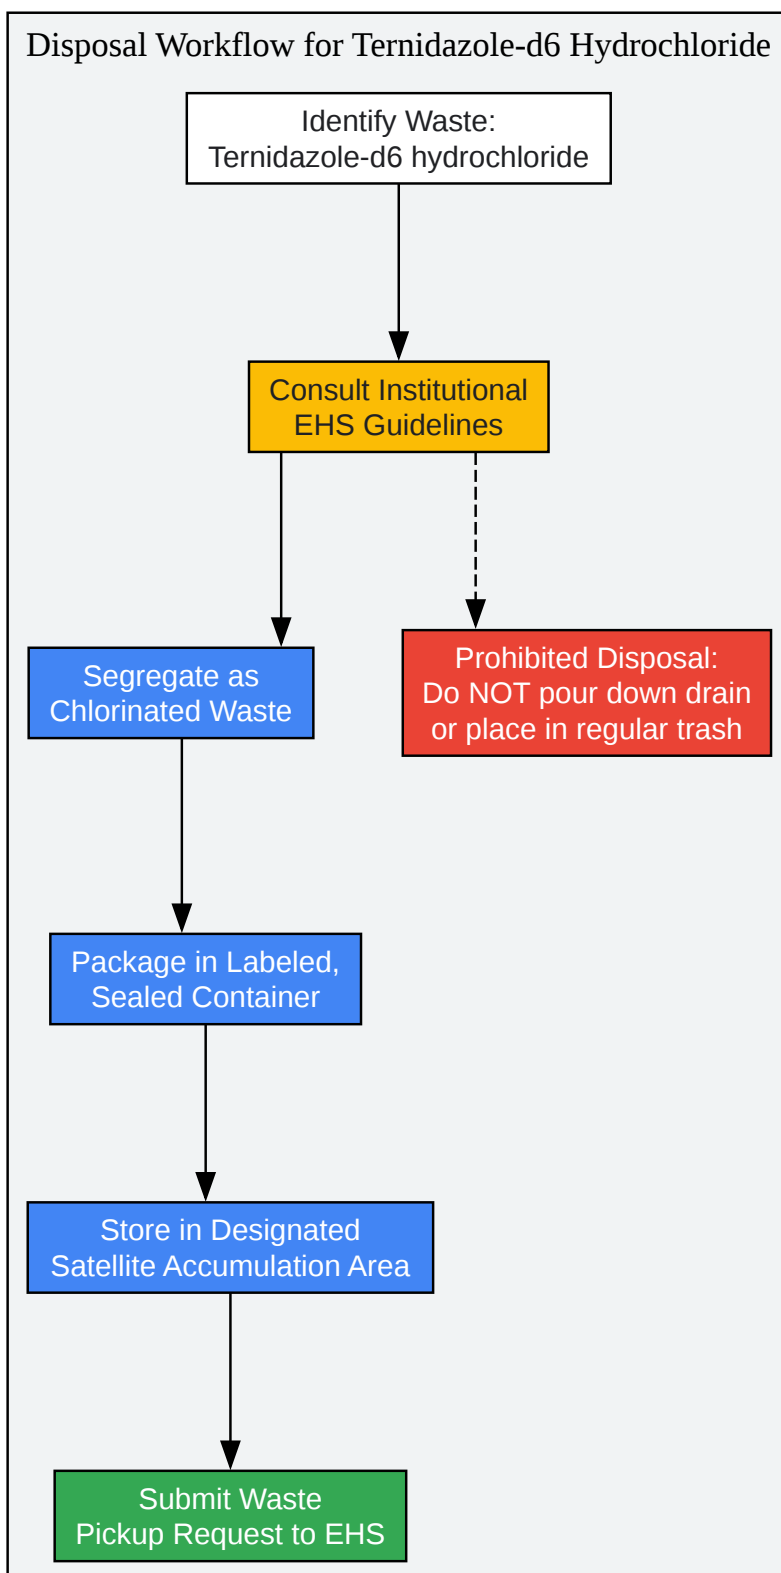 Disposal Workflow for Ternidazole-d6 Hydrochloride
Identify Waste:
Ternidazole-d6 hydrochloride
Consult Institutional
EHS Guidelines
Segregate as
Chlorinated Waste
Prohibited Disposal:
Do NOT pour down drain
or place in regular trash
Package in Labeled,
Sealed Container
Store in Designated
Satellite Accumulation Area
Submit Waste
Pickup Request to EHS